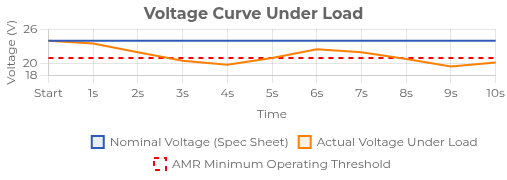 Voltage Curve Under Load
Voltage (V)
26
20
18
Start 1s 2s 3s 4s 5s 6s 7s 8s 9s 10s
Time
Nominal Voltage (Spec Sheet) Actual Voltage Under Load
AMR Minimum Operating Threshold